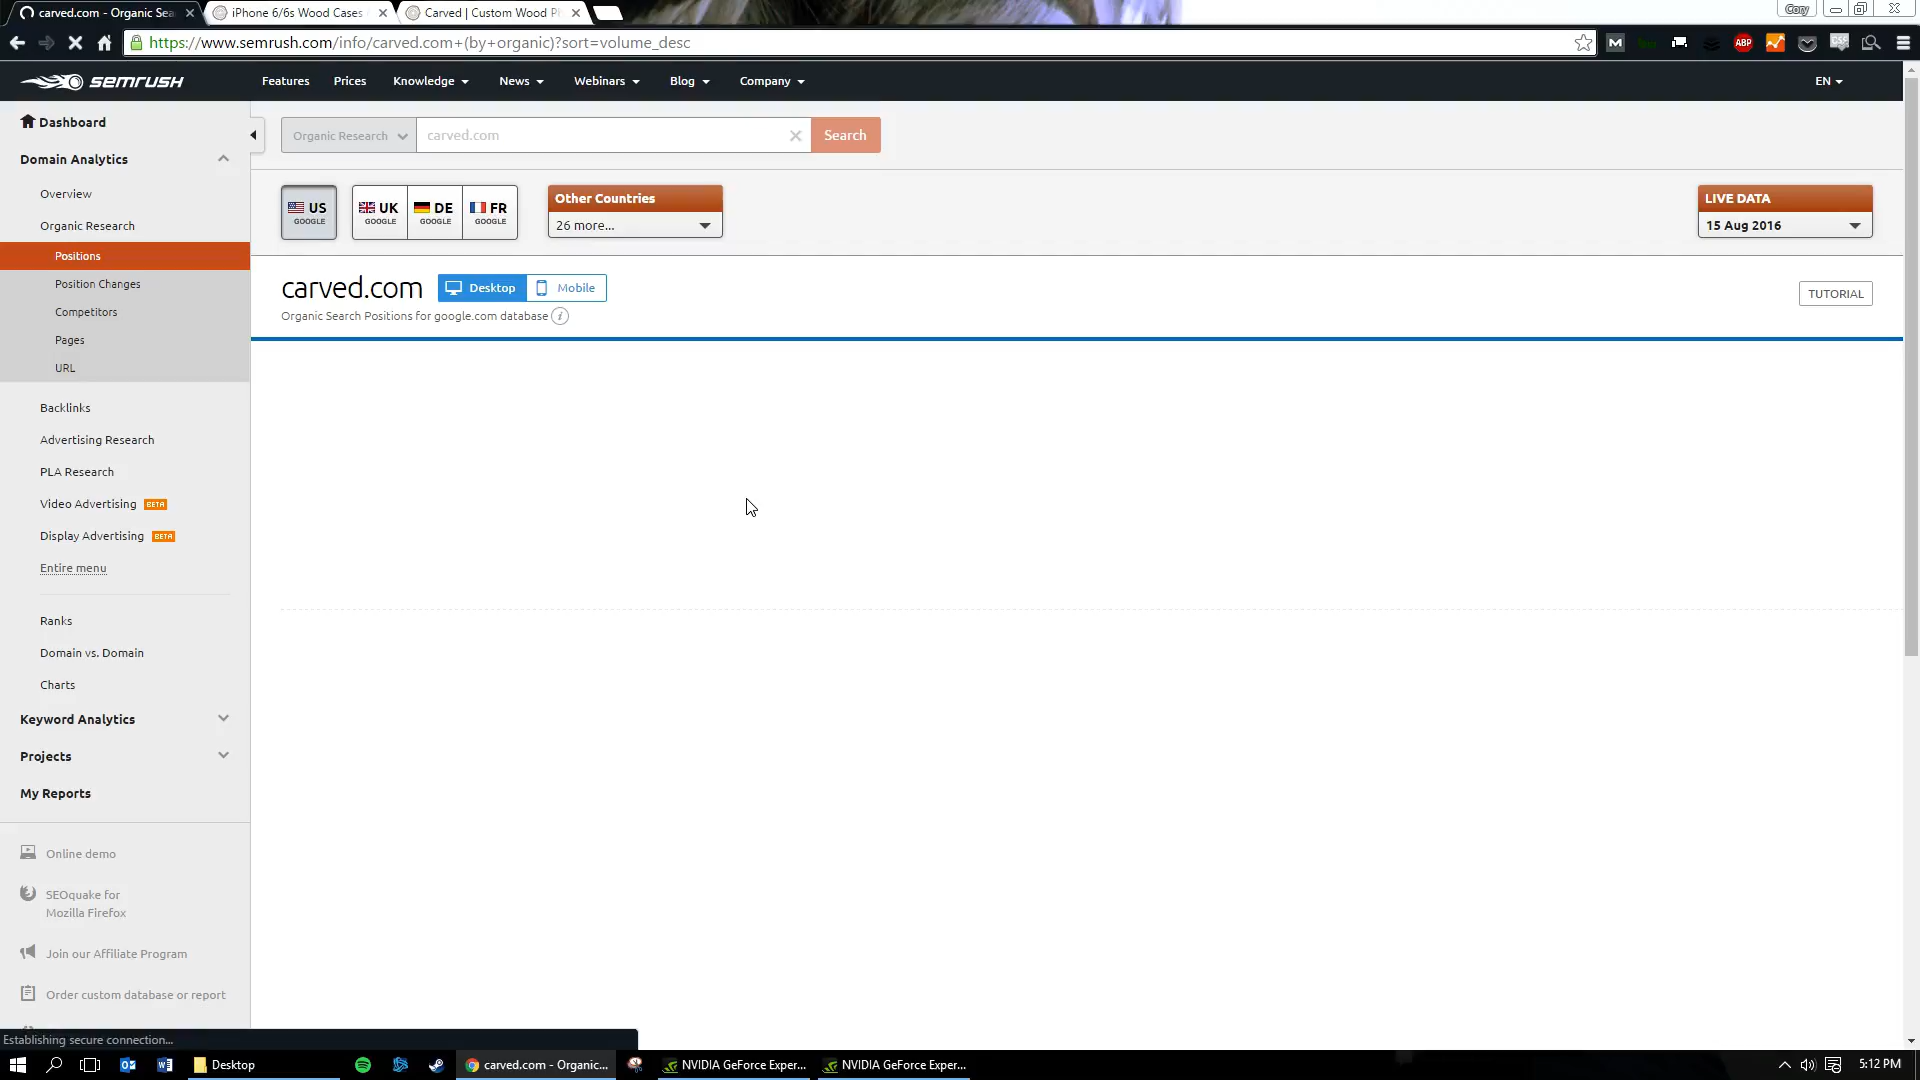 carved.com - Organic Sea
iPhone 6/6s Wood Cases
Carved | Custom Wood P
Cory
https://www.semrush.com/info/carved.com+(by+organic)?sort=volume_desc
M
ABP
SEMRUSH
Features
Prices
Knowledge
News
Webinars
Blog
Company
EN
Dashboard
Domain Analytics
Overview
Organic Research
Positions
Position Changes
Competitors
Pages
URL
Backlinks
Advertising Research
PLA Research
Video Advertising BETA
Display Advertising BETA
Entire menu
Ranks
Domain vs. Domain
Charts
Keyword Analytics
Projects
My Reports
Online demo
SEOquake for
Mozilla Firefox
Join our Affiliate Program
Order custom database or report
Organic Research
carved.com
Search
US
GOOGLE
UK
GOOGLE
DE
GOOGLE
FR
GOOGLE
Other Countries
26 more...
LIVE DATA
15 Aug 2016
carved.com
Desktop
Mobile
TUTORIAL
Organic Search Positions for google.com database i
Establishing secure connection...
Desktop
carved.com - Organic...
NVIDIA GeForce Exper...
NVIDIA GeForce Exper...
5:12 PM